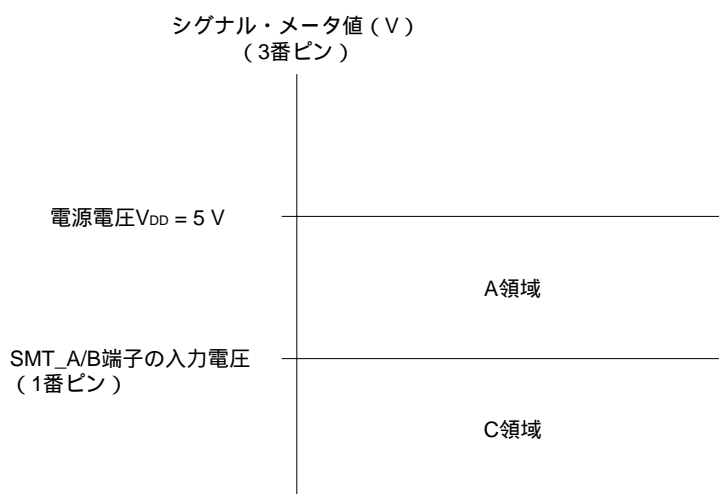 シグナル・メータ値（V）
（3番ピン）
電源電圧VDD = 5 V
A領域
SMT_A/B端子の入力電圧
（1番ピン）
C領域